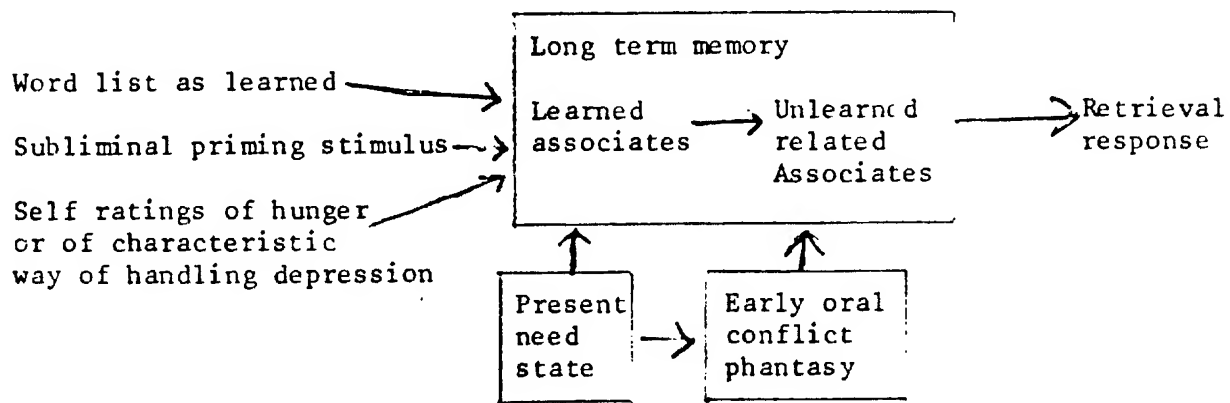 Long term memory
Word list as learned
Learned
associates
Unlearned
related
Associates
Retrieval
response
Subliminal priming stimulus
Self ratings of hunger
or of characteristic
way of handling depression
Present
need
state
Early oral
conflict
phantasy